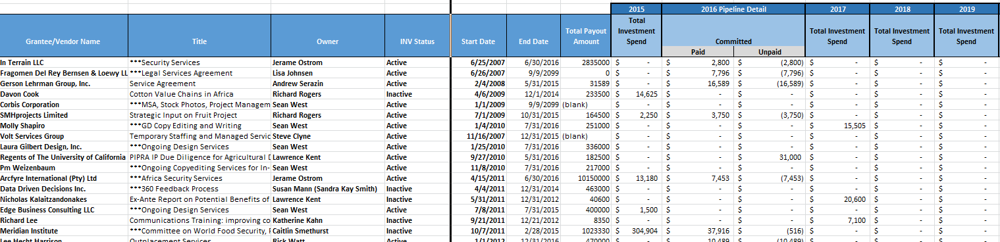 2015 2016 Pipeline Detail 2017 2018 2019
Grantee/Vendor Name Title Owner INV Status Start Date End Date Total Payout Amount Total Investment Spend Committed Total Investment Spend Total Investment Spend Total Investment Spend
Paid Unpaid
In Terrain LLC ***Security Services Jerame Ostrom Active 6/25/2007 6/30/2016 2835000 $ - $ 2,800 $ (2,800) $ - $ - $ -
Fragomen Del Rey Bernsen & Loewy LL ***Legal Services Agreement Lisa Johnsen Active 6/26/2007 9/9/2099 0 $ - $ 7,796 $ (7,796) $ - $ - $ -
Gerson Lehrman Group, Inc. Service Agreement Andrew Serazin Active 2/4/2008 5/31/2015 31589 $ - $ 16,589 $ (16,589) $ - $ - $ -
Davon Cook Cotton Value Chains in Africa Richard Rogers Inactive 4/6/2009 12/1/2014 233500 $ 14,625 $ - $ - $ - $ - $ -
Corbis Corporation ***MSA, Stock Photos, Project Managem Sean West Active 1/1/2009 9/9/2099 (blank) $ - $ - $ - $ - $ - $ -
SMHprojects Limited Strategic Input on Fruit Project Richard Rogers Active 7/1/2009 10/31/2015 164500 $ 2,250 $ 3,750 $ (3,750) $ - $ - $ -
Molly Shapiro ***GD Copy Editing and Writing Sean West Active 1/4/2010 7/31/2016 251000 $ - $ - $ - $ 15,505 $ - $ -
Volt Services Group Temporary Staffing and Managed Servic Steve Clyne Active 11/16/2007 12/31/2015 (blank) $ - $ - $ - $ - $ - $ -
Laura Gilbert Design, Inc. ***Ongoing Design Services Sean West Active 1/25/2010 7/31/2016 336000 $ - $ - $ - $ - $ - $ -
Regents of The University of California PIPRA IP Due Diligence for Agricultural D Lawrence Kent Active 9/27/2010 5/31/2016 182500 $ - $ - $ 31,000 $ - $ - $ -
Pm Weizenbaum ***Ongoing Copyediting Services for In- Sean West Active 11/8/2010 7/31/2016 217000 $ - $ - $ - $ - $ - $ -
Arcfyre International (Pty) Ltd ***Africa Security Services Jerame Ostrom Active 4/15/2011 6/30/2016 10150000 $ 13,180 $ 7,453 $ (7,453) $ - $ - $ -
Data Driven Decisions Inc. ***360 Feedback Process Susan Mann (Sandra Kay Smith) Inactive 4/4/2011 12/31/2014 463000 $ - $ - $ - $ - $ - $ -
Nicholas Kalaitzandonakes Ex-Ante Report on Potential Benefits of Lawrence Kent Inactive 5/31/2011 12/31/2012 40600 $ - $ - $ - $ 20,600 $ - $ -
Edge Business Consulting LLC ***Ongoing Design Services Sean West Active 7/8/2011 7/31/2015 400000 $ 1,500 $ - $ - $ - $ - $ -
Richard Lee Communications Training: improving co Katherine Kahn Inactive 9/21/2011 12/21/2012 8350 $ - $ - $ - $ 7,100 $ - $ -
Meridian Institute ***Committee on World Food Security, Caitlin Smethurst Inactive 10/7/2011 2/28/2015 1023330 $ 304,904 $ 37,916 $ (516) $ - $ - $ -
Lee Hecht Harrison Outplacement Services Rick Watt Active 1/1/2012 12/31/2016 470000 $ - $ 10,489 $ (10,489) $ - $ - $ -